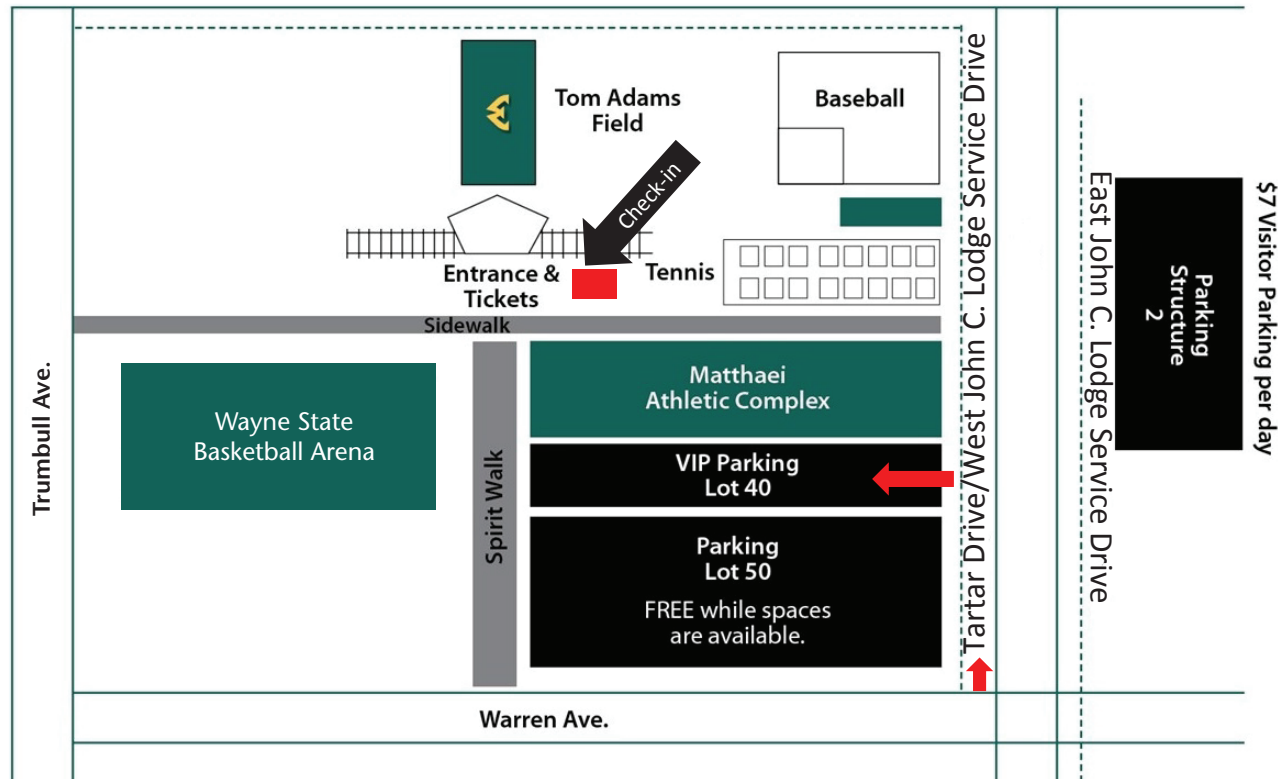 Tom Adams
Field
Baseball
Check-in
Entrance &
Tickets
Tennis
Sidewalk
Matthaei
Athletic Complex
Wayne State
Basketball Arena
VIP Parking
Lot 40
Spirit Walk
Parking
Lot 50
FREE while spaces
are available.
Trumbull Ave.
Warren Ave.
Tartar Drive/West John C. Lodge Service Drive
East John C. Lodge Service Drive
Parking
Structure
2
$7 Visitor Parking per day